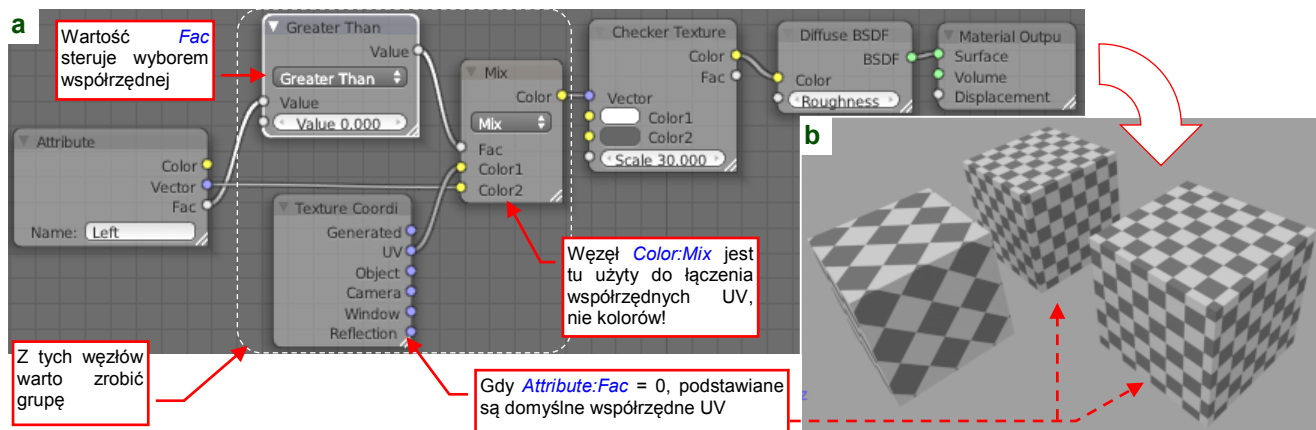 a
Wartość Fac
steruje wyborem
współrzędnej
Greater Than
Value
Greater Than
Value
Value 0.000
Mix
Color
Mix
Fac
Color1
Color2
Checker Texture
Color
Fac
Vector
Color1
Color2
Scale 30.000
Diffuse BSDF
BSDF
Color
Roughness
Material Outpu
Surface
Volume
Displacement
Attribute
Color
Vector
Fac
Name: Left
Texture Coordi
Generated
UV
Object
Camera
Window
Reflection
Węzeł Color:Mix jest
tu użyty do łączenia
współrzędnych UV,
nie kolorów!
Z tych węzłów
warto zrobić
grupę
Gdy Attribute:Fac = 0, podstawiane
są domyślne współrzędne UV
b
z